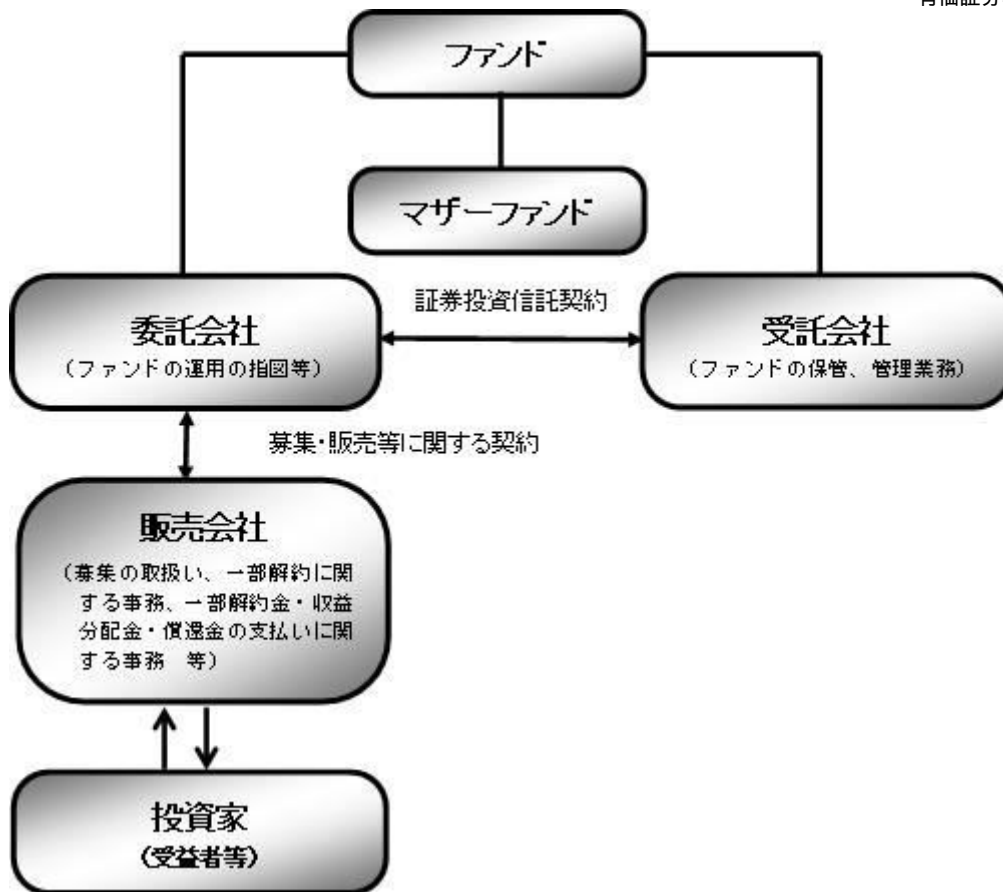 ファンド
マザーファンド
証券投資信託契約
委託会社
(ファンドの運用の指図等)
受託会社
(ファンドの保管、管理業務)
募集・販売等に関する契約
販売会社
(募集の取扱い、一部解約に関
する事務、一部解約金・収益
分配金・償還金の支払いに関
する事務 等)
投資家
(受益者等)